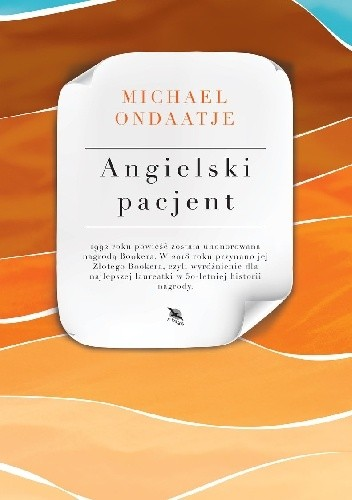 MICHAEL
ONDAATJE
Angielski
pacjent
1992 roku powieść została uhonorowana
nagrodą Bookera. W 2018 roku przyznano jej
Złotego Bookera, czyli wyróżnienie dla
najlepszej laureatki w 50-letniej historii
nagrody.